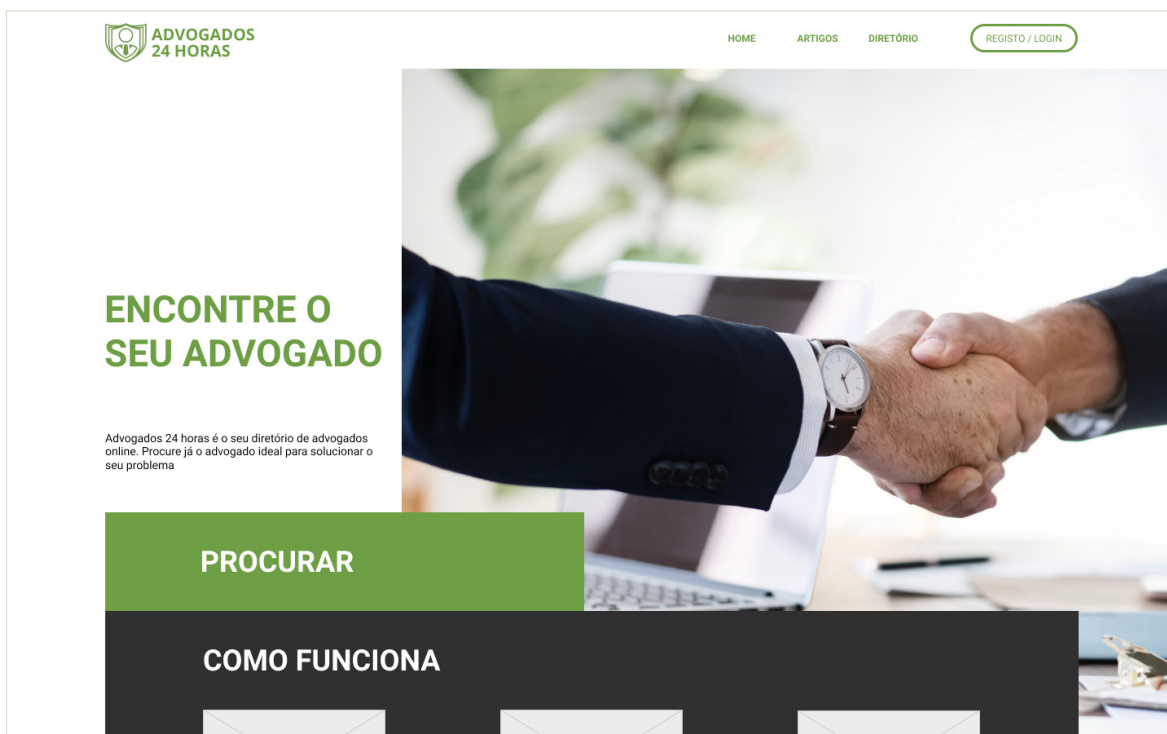 ADVOGADOS
24 HORAS
HOME
ARTIGOS
DIRETÓRIO
REGISTO / LOGIN
ENCONTRE O
SEU ADVOGADO
Advogados 24 horas é o seu diretório de advogados
online. Procure já o advogado ideal para solucionar o
seu problema
PROCURAR
COMO FUNCIONA